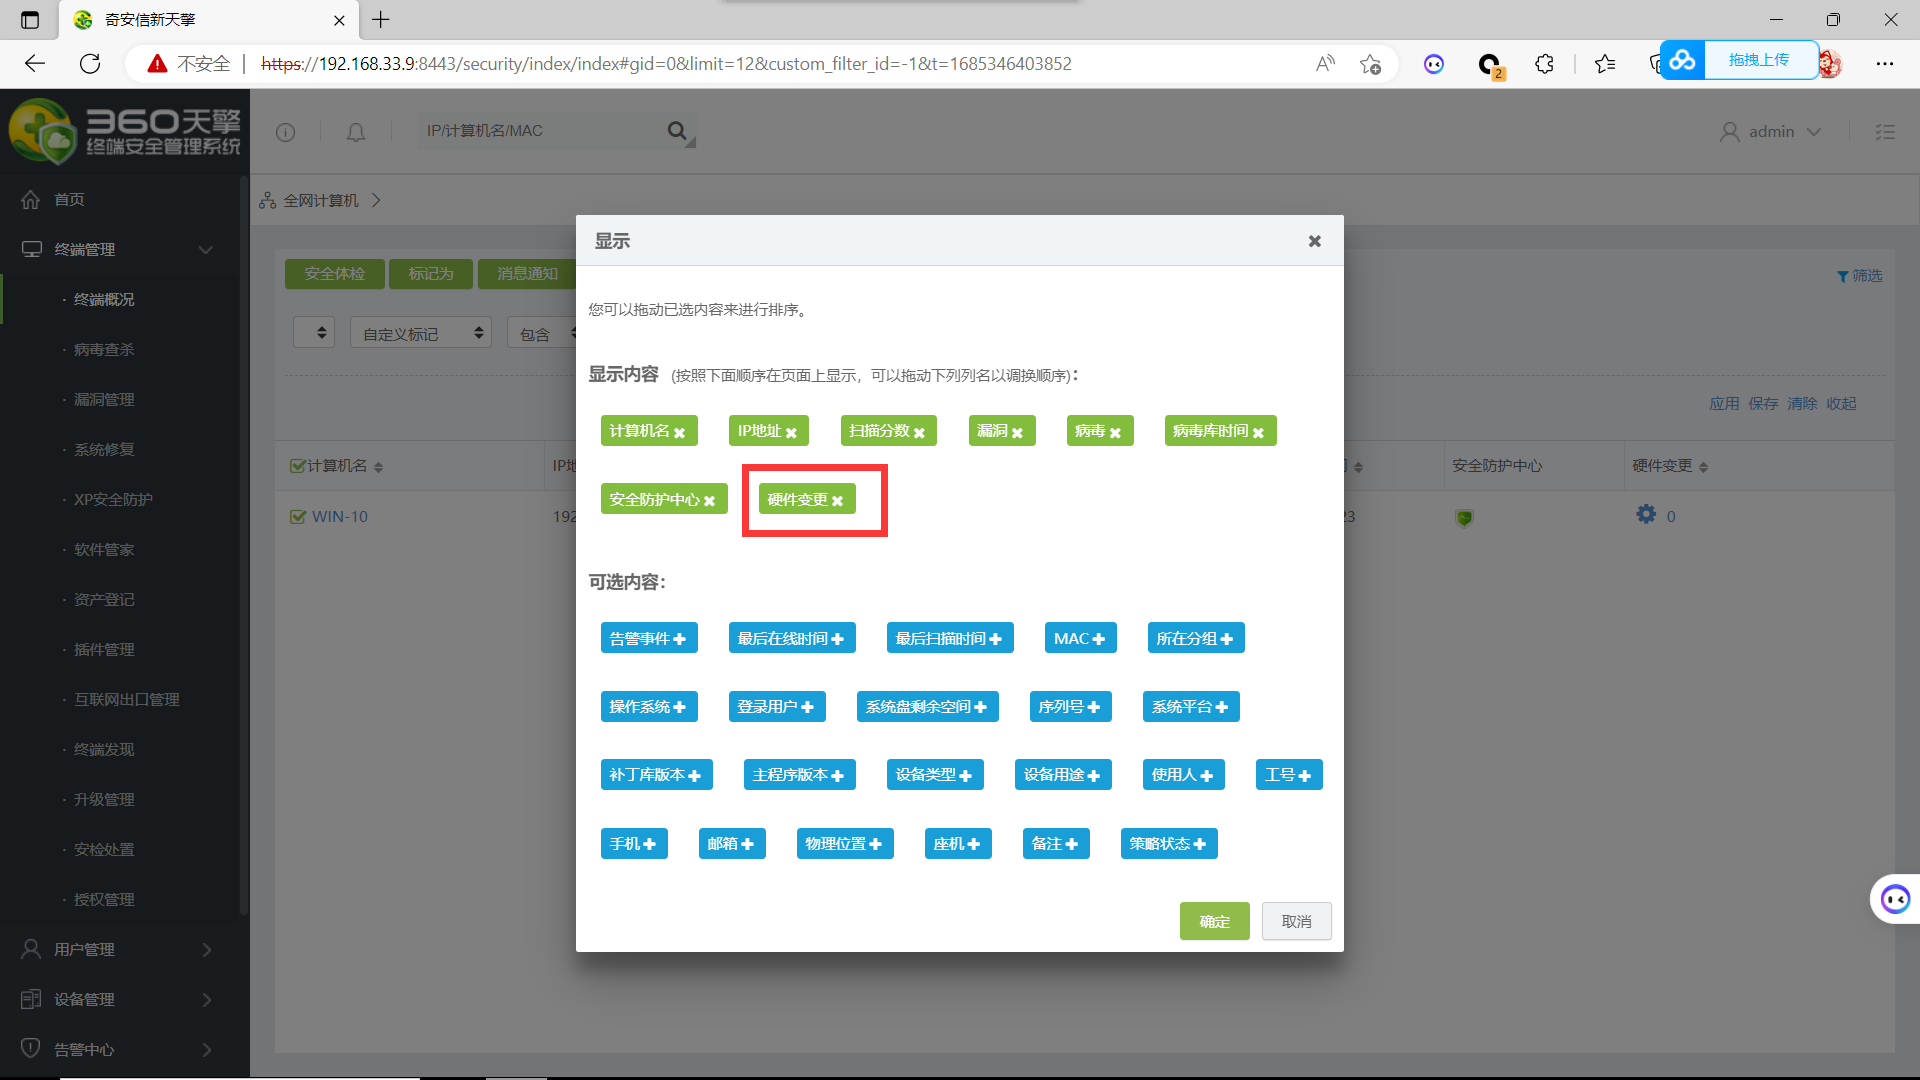 奇安信新天擎
不安全 https://192.168.33.9:8443/security/index/index#gid=0&limit=12&custom_filter_id=-1&t=1685346403852
2
拖拽上传
360天擎
终端安全管理系统
IP/计算机名/MAC
admin
首页
终端管理
· 终端概况
· 病毒查杀
· 漏洞管理
· 系统修复
· XP安全防护
· 软件管家
· 资产登记
· 插件管理
· 互联网出口管理
· 终端发现
· 升级管理
· 安检处置
· 授权管理
用户管理
设备管理
告警中心
全网计算机
安全体检 标记为 消息通知
筛选
自定义标记 包含
应用 保存 清除 收起
计算机名 IP地 安全防护中心 硬件变更
WIN-10 192 23 0
显示
您可以拖动已选内容来进行排序。
显示内容 (按照下面顺序在页面上显示，可以拖动下列列名以调换顺序)：
计算机名 IP地址 扫描分数 漏洞 病毒 病毒库时间
安全防护中心 硬件变更
可选内容：
告警事件 最后在线时间 最后扫描时间 MAC 所在分组
操作系统 登录用户 系统盘剩余空间 序列号 系统平台
补丁库版本 主程序版本 设备类型 设备用途 使用人 工号
手机 邮箱 物理位置 座机 备注 策略状态
确定 取消